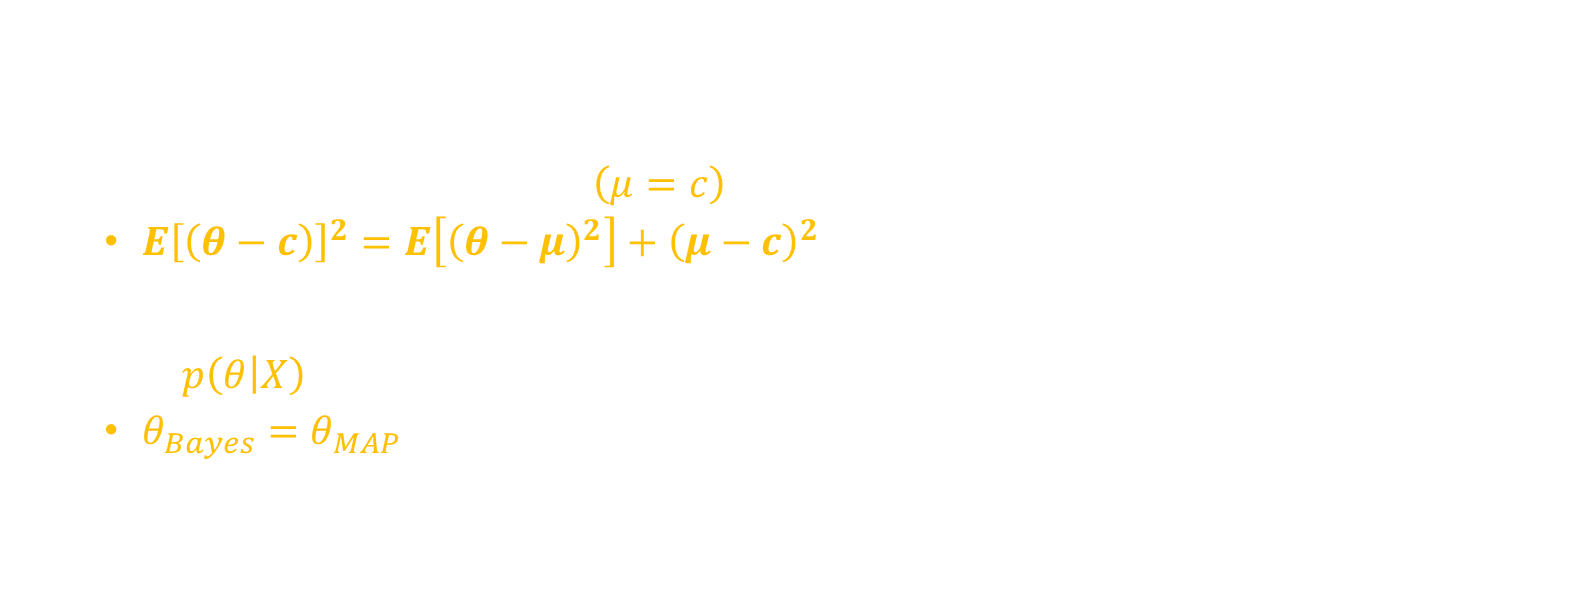 (μ = c)
• E[(θ − c)]² = E[(θ − μ)²] + (μ − c)²
p(θ|X)
• θ_Bayes = θ_MAP